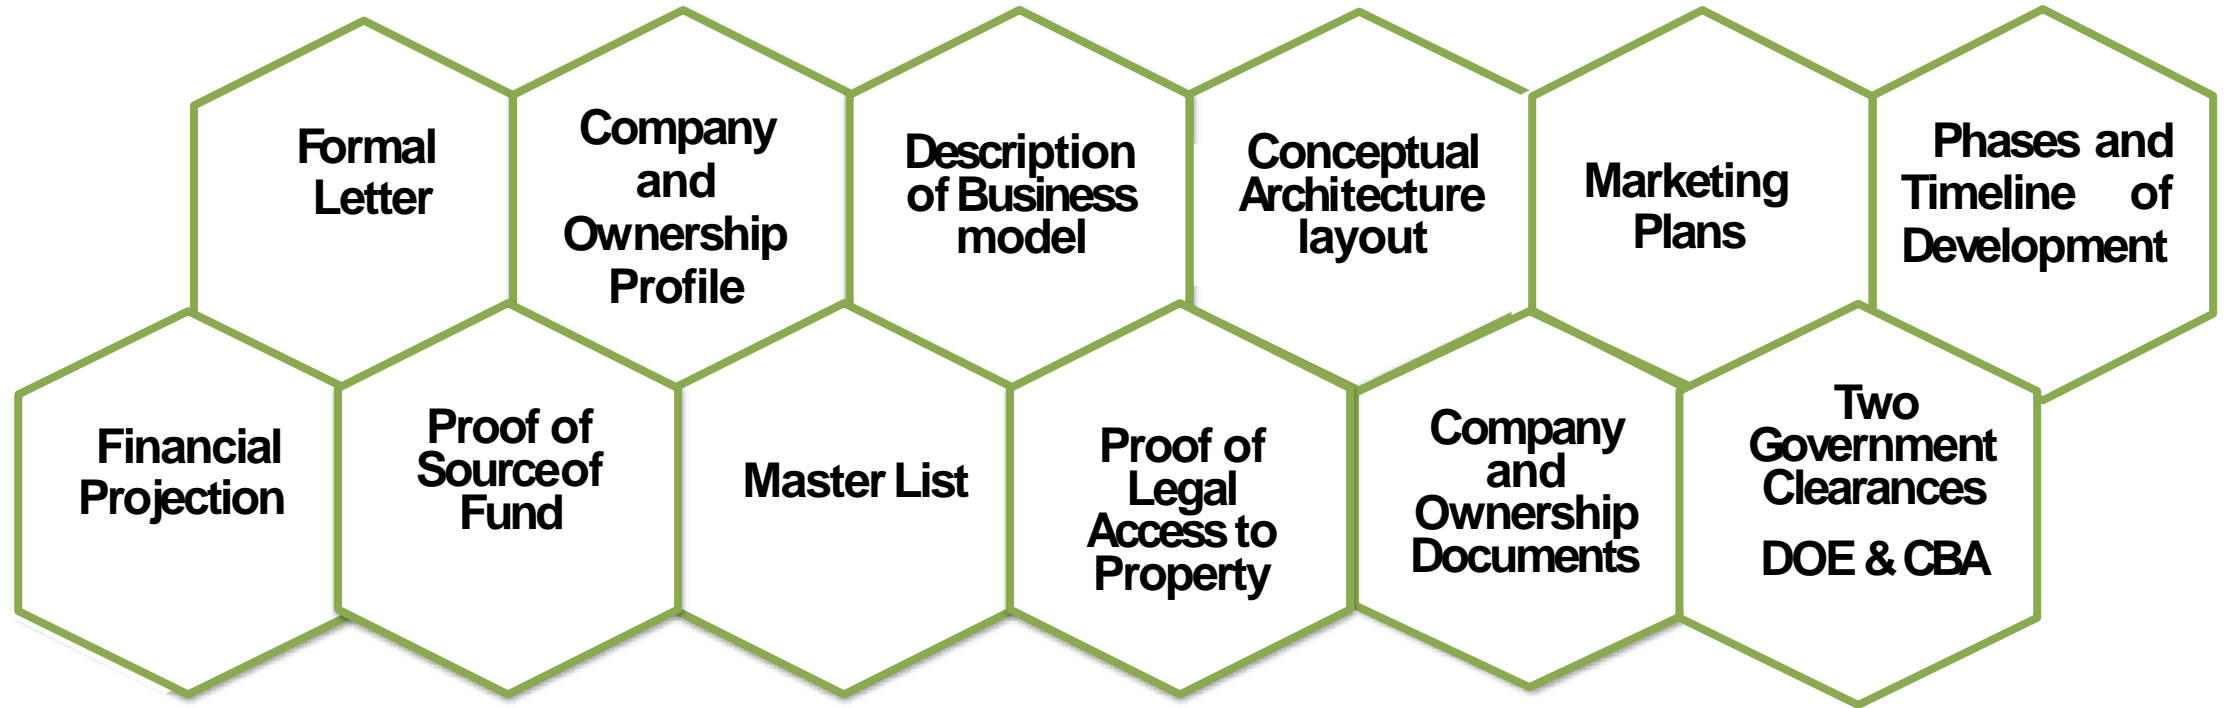 Formal
Letter
Company
and
Ownership
Profile
Description
of Business
model
Conceptual
Architecture
layout
Marketing
Plans
Phases and
Timeline of
Development
Financial
Projection
Proof of
Source of
Fund
Master List
Proof of
Legal
Access to
Property
Company
and
Ownership
Documents
Two
Government
Clearances
DOE & CBA